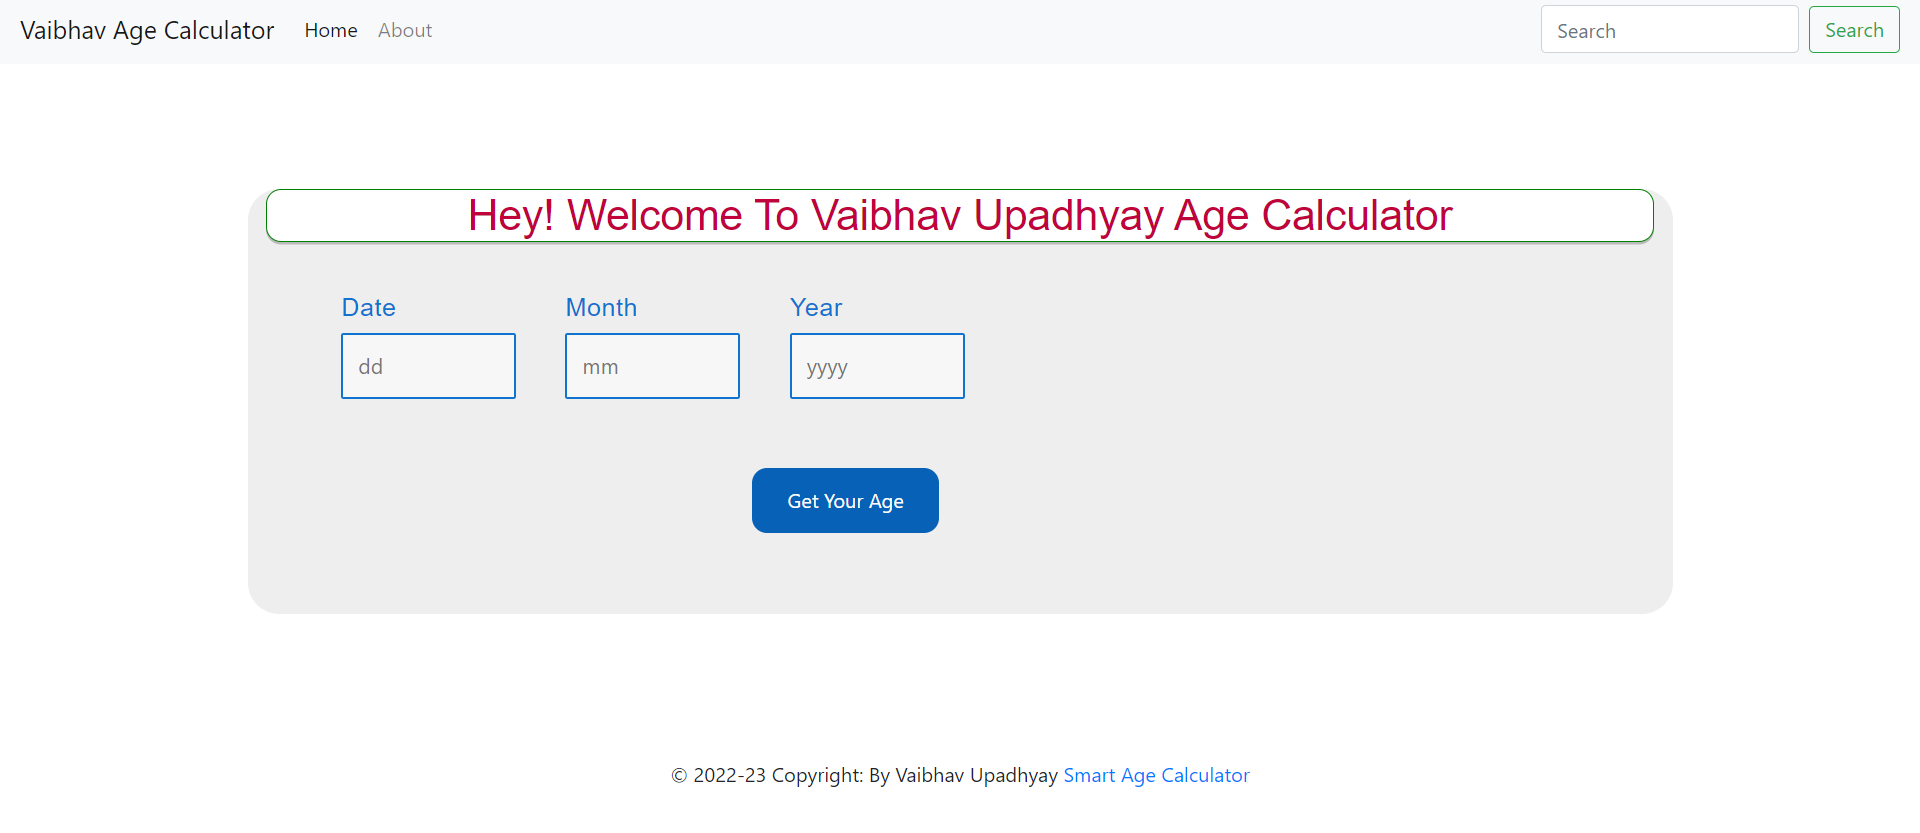 Vaibhav Age Calculator Home About Search Search
Hey! Welcome To Vaibhav Upadhyay Age Calculator
Date Month Year
dd mm yyyy
Get Your Age
© 2022-23 Copyright: By Vaibhav Upadhyay Smart Age Calculator